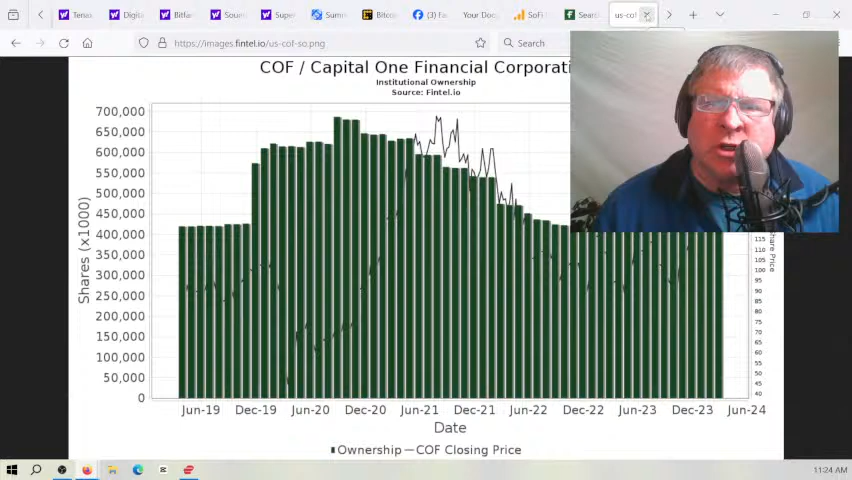 Tenax
Digita
Bitfar
Soun
Supe
Summ
Bitco
(3) Fa
Your Docu
SoFi
Search
us-cof
https://images.fintel.io/us-cof-so.png
Search
COF / Capital One Financial Corporati
Institutional Ownership
Source: Fintel.io
700,000
650,000
600,000
550,000
500,000
450,000
400,000
350,000
300,000
250,000
200,000
150,000
100,000
50,000
0
Shares (x1000)
115
110
105
100
95
90
85
80
75
70
65
60
55
50
45
40
Share Price
Jun-19 Dec-19 Jun-20 Dec-20 Jun-21 Dec-21 Jun-22 Dec-22 Jun-23 Dec-23 Jun-24
Date
Ownership COF Closing Price
11:24 AM